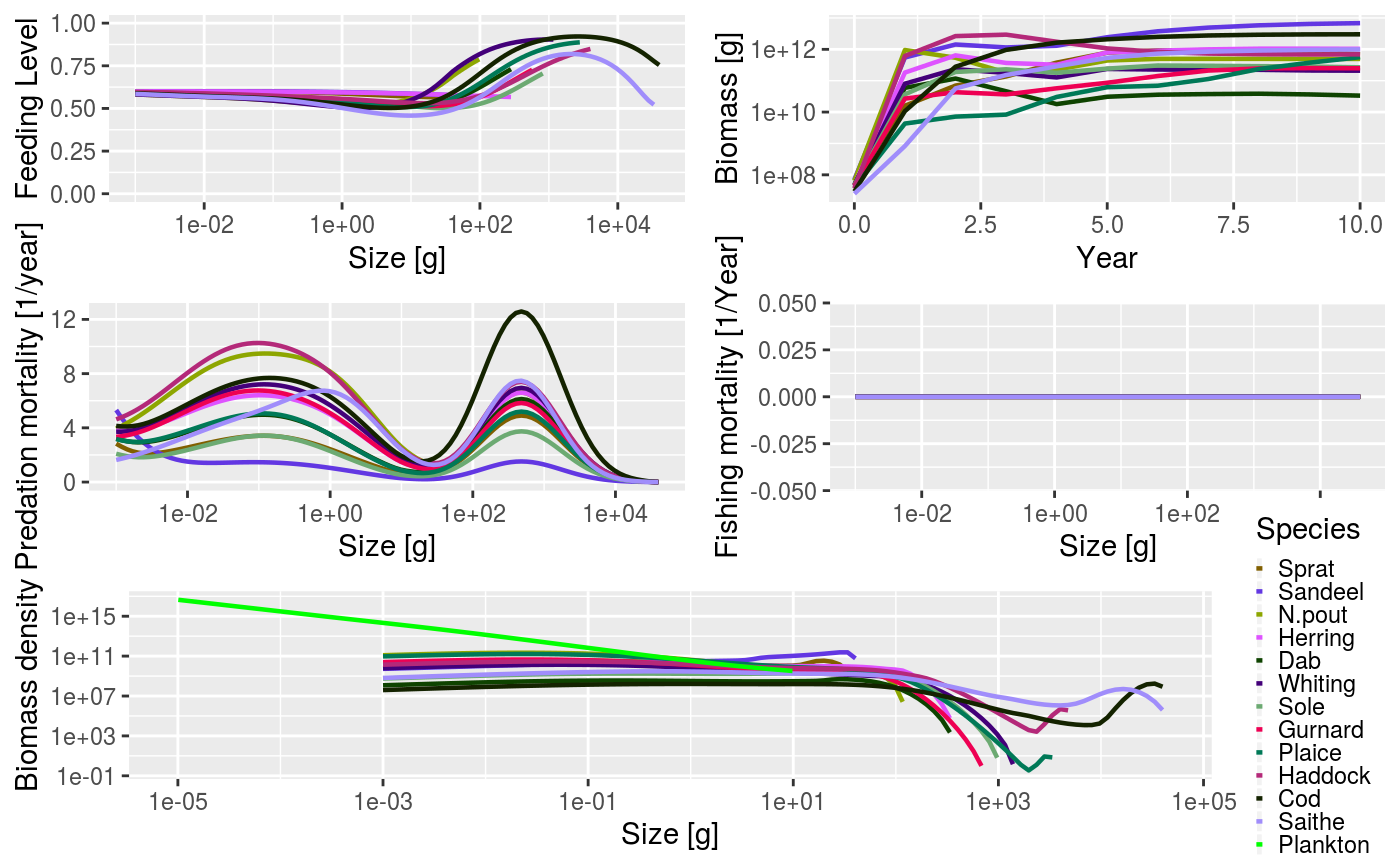 Feeding Level
1.00
0.75
0.50
0.25
0.00
1e-02 1e+00 1e+02 1e+04
Size [g]
Biomass [g]
1e+12
1e+10
1e+08
0.0 2.5 5.0 7.5 10.0
Year
Predation mortality [1/year]
12
8
4
0
1e-02 1e+00 1e+02 1e+04
Size [g]
Fishing mortality [1/Year]
0.050
0.025
0.000
-0.025
-0.050
1e-02 1e+00 1e+02
Size [g]
Biomass density
1e+15
1e+11
1e+07
1e+03
1e-01
1e-05 1e-03 1e-01 1e+01 1e+03 1e+05
Size [g]
Species
Sprat
Sandeel
N.pout
Herring
Dab
Whiting
Sole
Gurnard
Plaice
Haddock
Cod
Saithe
Plankton